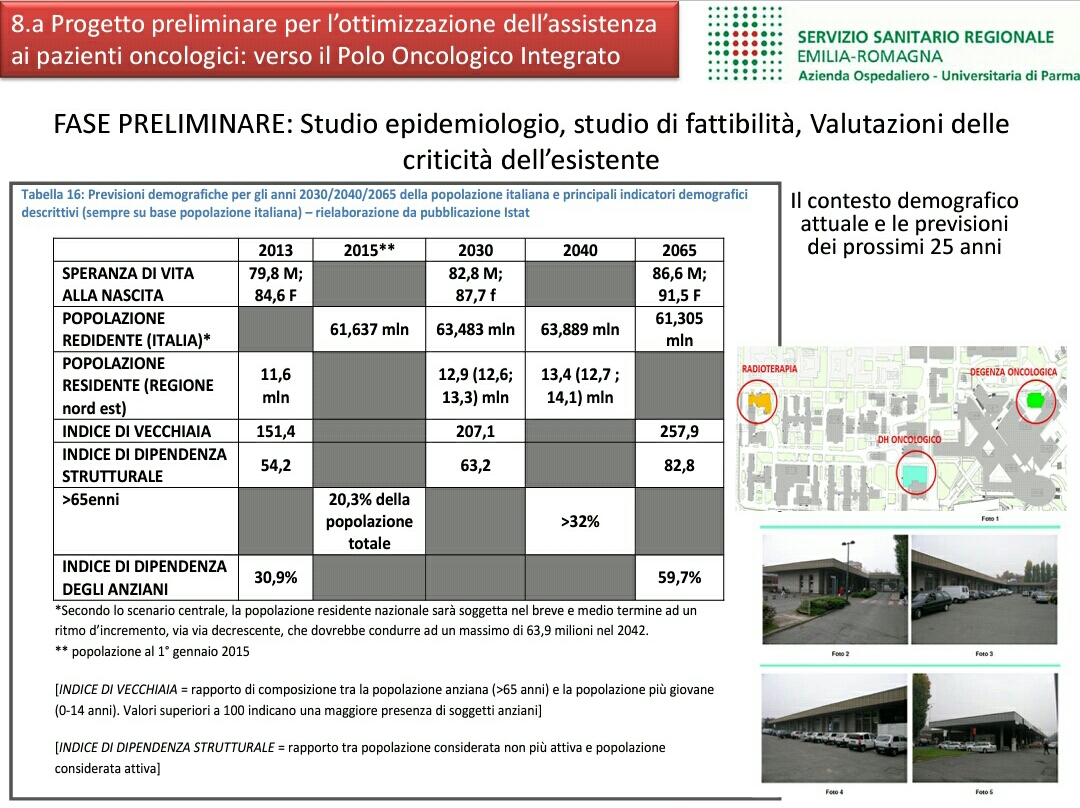 8.a Progetto preliminare per l’ottimizzazione dell’assistenza
ai pazienti oncologici: verso il Polo Oncologico Integrato
SERVIZIO SANITARIO REGIONALE
EMILIA-ROMAGNA
Azienda Ospedaliero - Universitaria di Parma
FASE PRELIMINARE: Studio epidemiologio, studio di fattibilità, Valutazioni delle
criticità dell’esistente
Tabella 16: Previsioni demografiche per gli anni 2030/2040/2065 della popolazione italiana e principali indicatori demografici
descrittivi (sempre su base popolazione italiana) – rielaborazione da pubblicazione Istat
2013 2015** 2030 2040 2065
SPERANZA DI VITA 79,8 M; 82,8 M; 86,6 M;
ALLA NASCITA 84,6 F 87,7 f 91,5 F
POPOLAZIONE 61,305
REDIDENTE (ITALIA)* 61,637 mln 63,483 mln 63,889 mln mln
POPOLAZIONE
RESIDENTE (REGIONE 11,6 12,9 (12,6; 13,4 (12,7 ;
nord est) mln 13,3) mln 14,1) mln
INDICE DI VECCHIAIA 151,4 207,1 257,9
INDICE DI DIPENDENZA
STRUTTURALE 54,2 63,2 82,8
>65enni 20,3% della
popolazione >32%
totale
INDICE DI DIPENDENZA
DEGLI ANZIANI 30,9% 59,7%
*Secondo lo scenario centrale, la popolazione residente nazionale sarà soggetta nel breve e medio termine ad un
ritmo d’incremento, via via decrescente, che dovrebbe condurre ad un massimo di 63,9 milioni nel 2042.
** popolazione al 1° gennaio 2015
[INDICE DI VECCHIAIA = rapporto di composizione tra la popolazione anziana (>65 anni) e la popolazione più giovane
(0-14 anni). Valori superiori a 100 indicano una maggiore presenza di soggetti anziani]
[INDICE DI DIPENDENZA STRUTTURALE = rapporto tra popolazione considerata non più attiva e popolazione
considerata attiva]
Il contesto demografico
attuale e le previsioni
dei prossimi 25 anni
RADIOTERAPIA
DEGENZA ONCOLOGICA
DH ONCOLOGICO
Foto 1
Foto 2
Foto 3
Foto 4
Foto 5